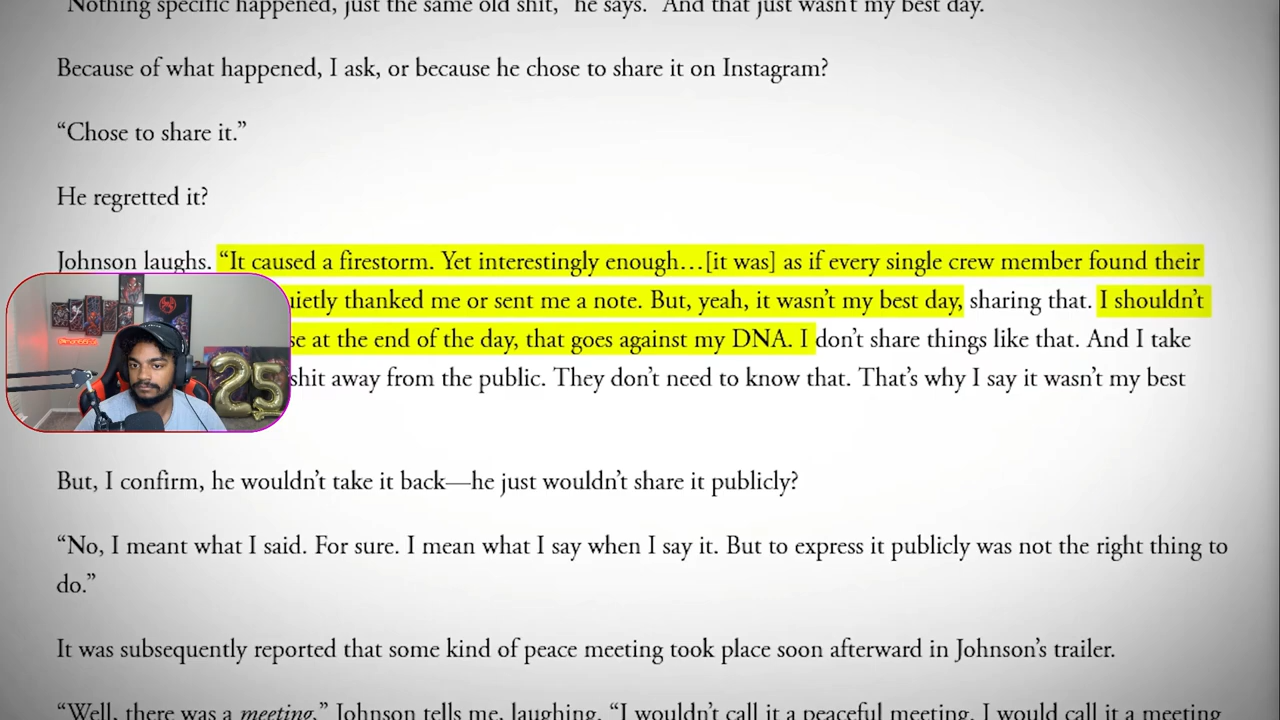 "Nothing specific happened, just the same old shit," he says. "And that just wasn't my best day.
Because of what happened, I ask, or because he chose to share it on Instagram?
“Chose to share it.”
He regretted it?
Johnson laughs. “It caused a firestorm. Yet interestingly enough…[it was] as if every single crew member found their
ietly thanked me or sent me a note. But, yeah, it wasn’t my best day, sharing that. I shouldn’t
se at the end of the day, that goes against my DNA. I don’t share things like that. And I take
shit away from the public. They don’t need to know that. That’s why I say it wasn’t my best
25
But, I confirm, he wouldn’t take it back—he just wouldn’t share it publicly?
“No, I meant what I said. For sure. I mean what I say when I say it. But to express it publicly was not the right thing to
do.”
It was subsequently reported that some kind of peace meeting took place soon afterward in Johnson’s trailer.
“Well, there was a meeting,” Johnson tells me, laughing. “I wouldn’t call it a peaceful meeting. I would call it a meeting